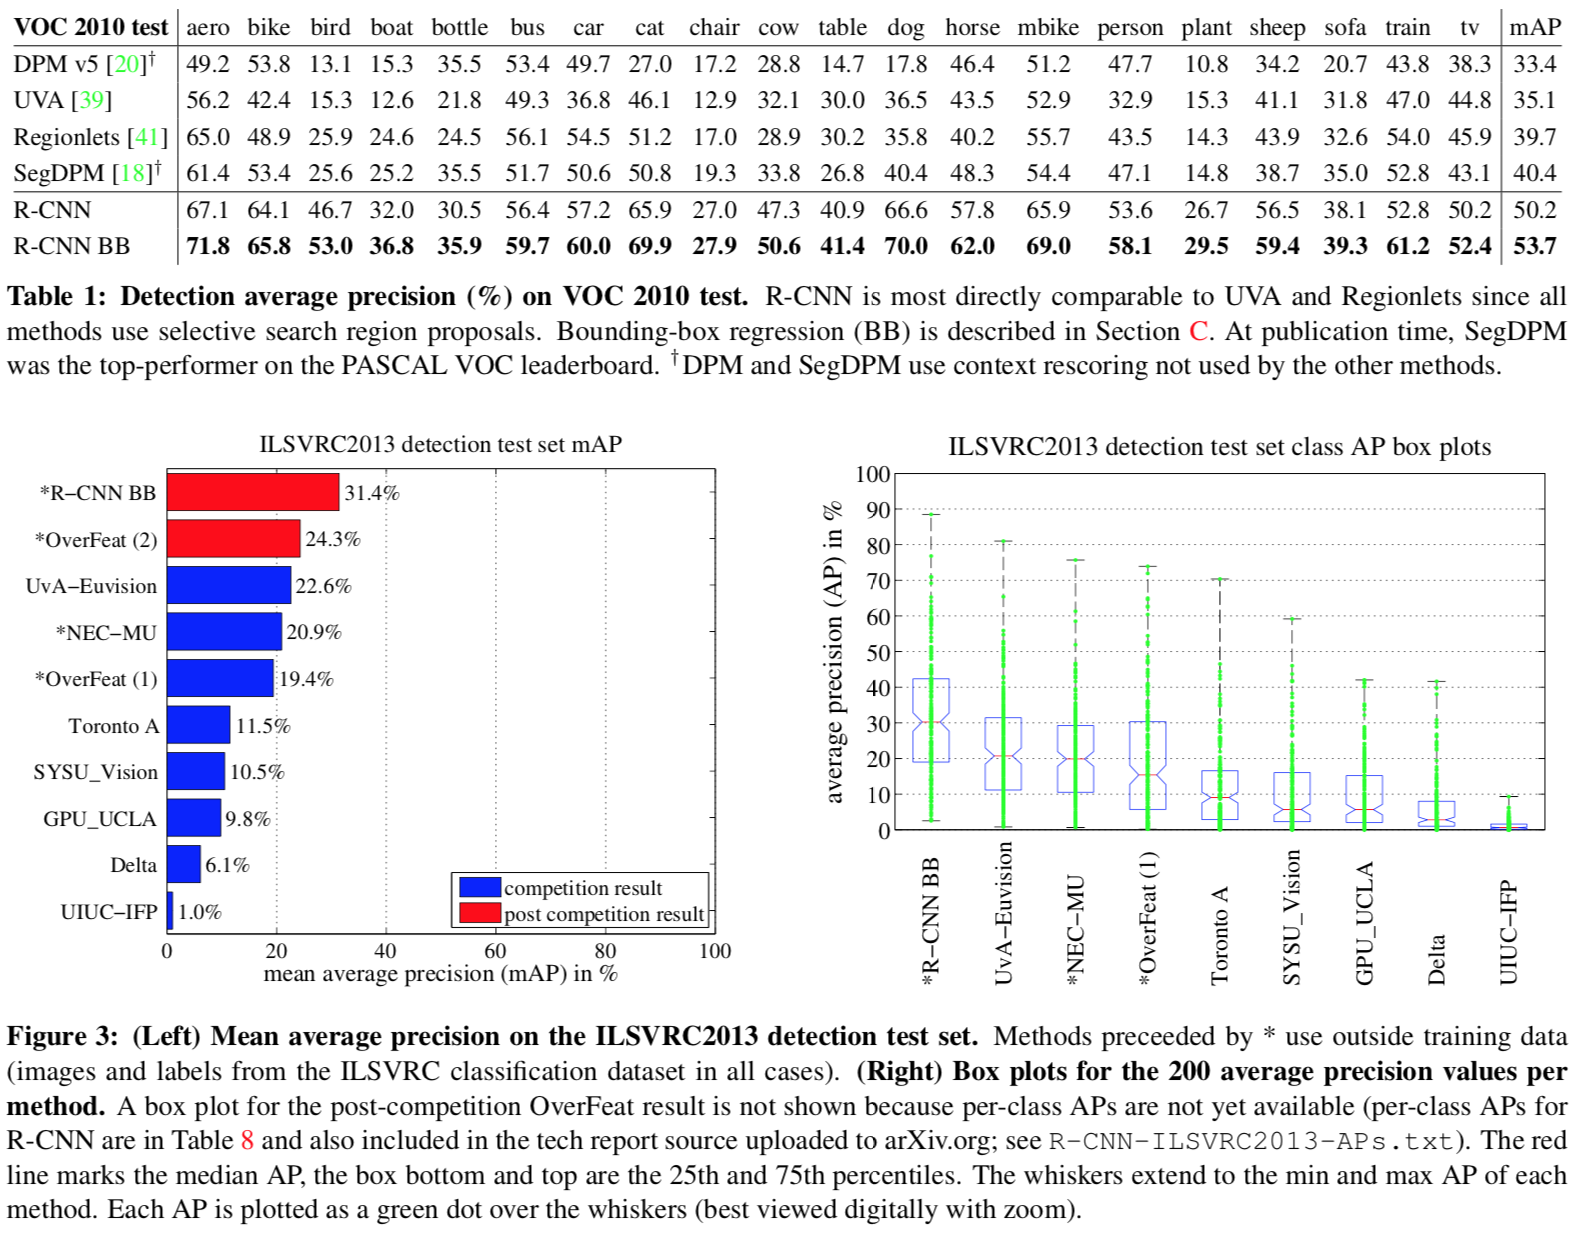 VOC 2010 test aero bike bird boat bottle bus car cat chair cow table dog horse mbike person plant sheep sofa train tv mAP
DPM v5 [20]† 49.2 53.8 13.1 15.3 35.5 53.4 49.7 27.0 17.2 28.8 14.7 17.8 46.4 51.2 47.7 10.8 34.2 20.7 43.8 38.3 33.4
UVA [39] 56.2 42.4 15.3 12.6 21.8 49.3 36.8 46.1 12.9 32.1 30.0 36.5 43.5 52.9 32.9 15.3 41.1 31.8 47.0 44.8 35.1
Regionlets [41] 65.0 48.9 25.9 24.6 24.5 56.1 54.5 51.2 17.0 28.9 30.2 35.8 40.2 55.7 43.5 14.3 43.9 32.6 54.0 45.9 39.7
SegDPM [18]† 61.4 53.4 25.6 25.2 35.5 51.7 50.6 50.8 19.3 33.8 26.8 40.4 48.3 54.4 47.1 14.8 38.7 35.0 52.8 43.1 40.4
R-CNN 67.1 64.1 46.7 32.0 30.5 56.4 57.2 65.9 27.0 47.3 40.9 66.6 57.8 65.9 53.6 26.7 56.5 38.1 52.8 50.2 50.2
R-CNN BB 71.8 65.8 53.0 36.8 35.9 59.7 60.0 69.9 27.9 50.6 41.4 70.0 62.0 69.0 58.1 29.5 59.4 39.3 61.2 52.4 53.7
Table 1: Detection average precision (%) on VOC 2010 test. R-CNN is most directly comparable to UVA and Regionlets since all
methods use selective search region proposals. Bounding-box regression (BB) is described in Section C. At publication time, SegDPM
was the top-performer on the PASCAL VOC leaderboard. †DPM and SegDPM use context rescoring not used by the other methods.
ILSVRC2013 detection test set mAP
*R−CNN BB 31.4%
*OverFeat (2) 24.3%
UvA−Euvision 22.6%
*NEC−MU 20.9%
*OverFeat (1) 19.4%
Toronto A 11.5%
SYSU_Vision 10.5%
GPU_UCLA 9.8%
Delta 6.1%
UIUC−IFP 1.0%
competition result
post competition result
0 20 40 60 80 100
mean average precision (mAP) in %
ILSVRC2013 detection test set class AP box plots
average precision (AP) in %
100
90
80
70
60
50
40
30
20
10
0
*R−CNN BB
UvA−Euvision
*NEC−MU
*OverFeat (1)
Toronto A
SYSU_Vision
GPU_UCLA
Delta
UIUC−IFP
Figure 3: (Left) Mean average precision on the ILSVRC2013 detection test set. Methods preceeded by * use outside training data
(images and labels from the ILSVRC classification dataset in all cases). (Right) Box plots for the 200 average precision values per
method. A box plot for the post-competition OverFeat result is not shown because per-class APs are not yet available (per-class APs for
R-CNN are in Table 8 and also included in the tech report source uploaded to arXiv.org; see R-CNN-ILSVRC2013-APs.txt). The red
line marks the median AP, the box bottom and top are the 25th and 75th percentiles. The whiskers extend to the min and max AP of each
method. Each AP is plotted as a green dot over the whiskers (best viewed digitally with zoom).